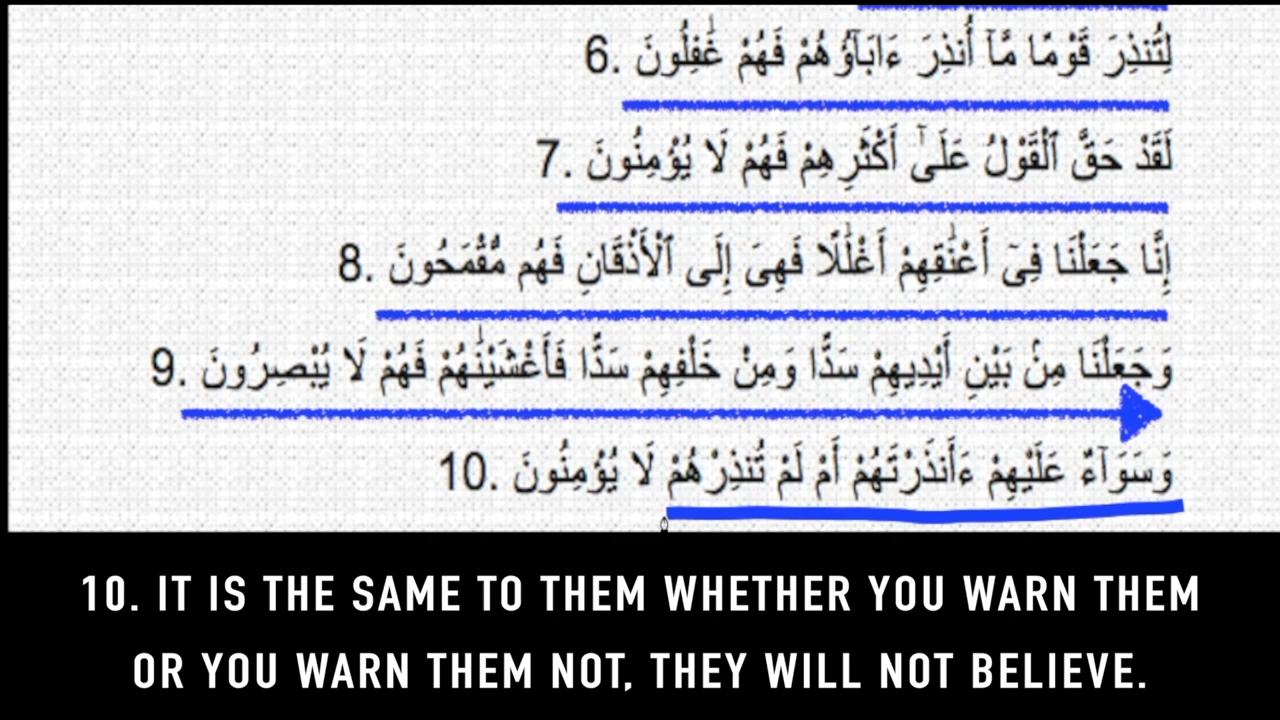 لِتُنذِرَ قَوْمًا مَّآ أُنذِرَ ءَابَآؤُهُمْ فَهُمْ غَٰفِلُونَ .6
لَقَدْ حَقَّ ٱلْقَوْلُ عَلَىٰٓ أَكْثَرِهِمْ فَهُمْ لَا يُؤْمِنُونَ .7
إِنَّا جَعَلْنَا فِىٓ أَعْنَٰقِهِمْ أَغْلَٰلًا فَهِىَ إِلَى ٱلْأَذْقَانِ فَهُم مُّقْمَحُونَ .8
وَجَعَلْنَا مِنۢ بَيْنِ أَيْدِيهِمْ سَدًّا وَمِنْ خَلْفِهِمْ سَدًّا فَأَغْشَيْنَٰهُمْ فَهُمْ لَا يُبْصِرُونَ .9
وَسَوَآءٌ عَلَيْهِمْ ءَأَنذَرْتَهُمْ أَمْ لَمْ تُنذِرْهُمْ لَا يُؤْمِنُونَ .10
10. IT IS THE SAME TO THEM WHETHER YOU WARN THEM
OR YOU WARN THEM NOT, THEY WILL NOT BELIEVE.